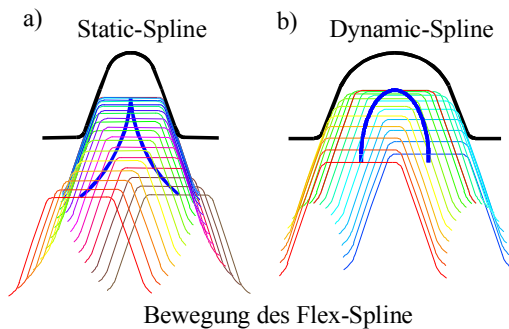 a)
Static-Spline
b)
Dynamic-Spline
Bewegung des Flex-Spline